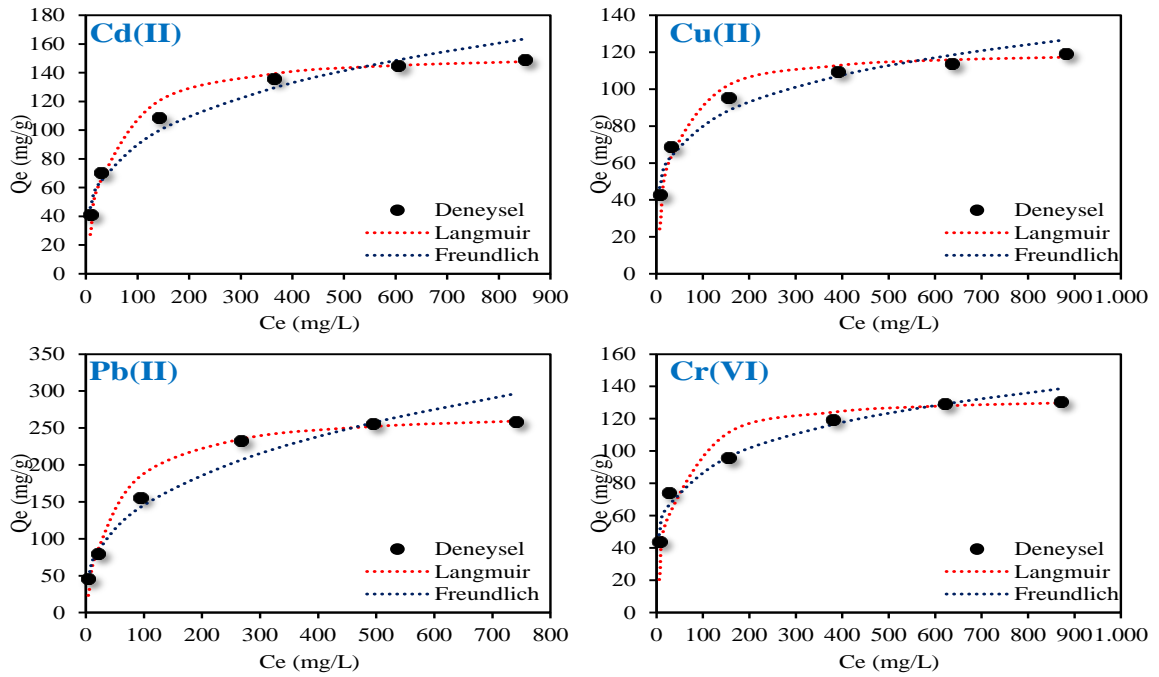 Cd(II)
Qe (mg/g)
180
160
140
120
100
80
60
40
20
0
Deneysel
Langmuir
Freundlich
0 100 200 300 400 500 600 700 800 900
Ce (mg/L)
Cu(II)
Qe (mg/g)
140
120
100
80
60
40
20
0
Deneysel
Langmuir
Freundlich
0 100 200 300 400 500 600 700 800 900 1.000
Ce (mg/L)
Pb(II)
Qe (mg/g)
350
300
250
200
150
100
50
0
Deneysel
Langmuir
Freundlich
0 100 200 300 400 500 600 700 800
Ce (mg/L)
Cr(VI)
Qe (mg/g)
160
140
120
100
80
60
40
20
0
Deneysel
Langmuir
Freundlich
0 100 200 300 400 500 600 700 800 900 1.000
Ce (mg/L)